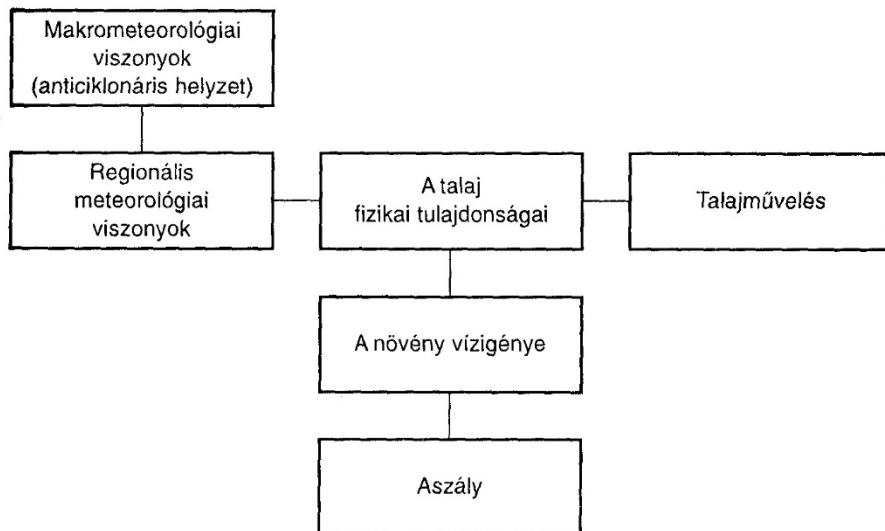 Makrometeorológiai
viszonyok
(anticiklonáris helyzet)
Regionális
meteorológiai
viszonyok
A talaj
fizikai tulajdonságai
Talajművelés
A növény vízigénye
Aszály